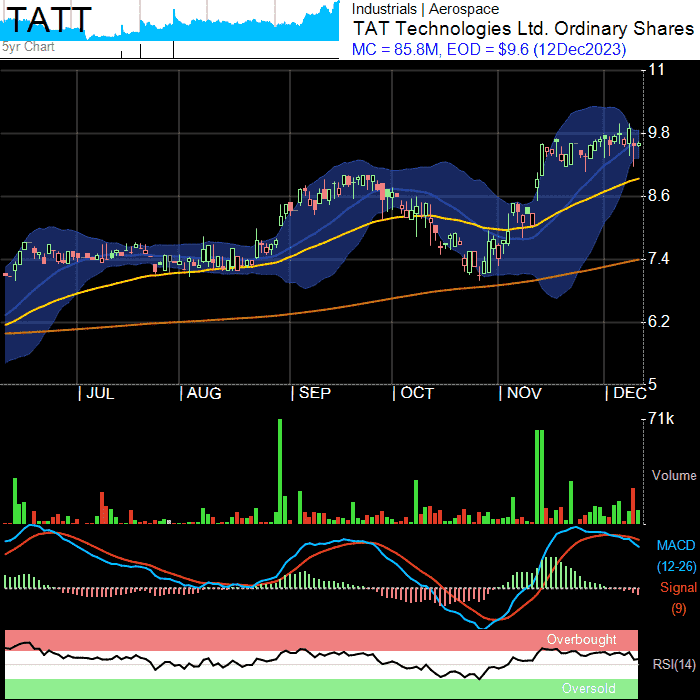 TATT
5yr Chart
Industrials | Aerospace
TAT Technologies Ltd. Ordinary Shares
MC = 85.8M, EOD = $9.6 (12Dec2023)
11
9.8
8.6
7.4
6.2
5
| JUL | AUG | SEP | OCT | NOV | DEC
71k
Volume
MACD
(12-26)
Signal
(9)
Overbought
RSI(14)
Oversold